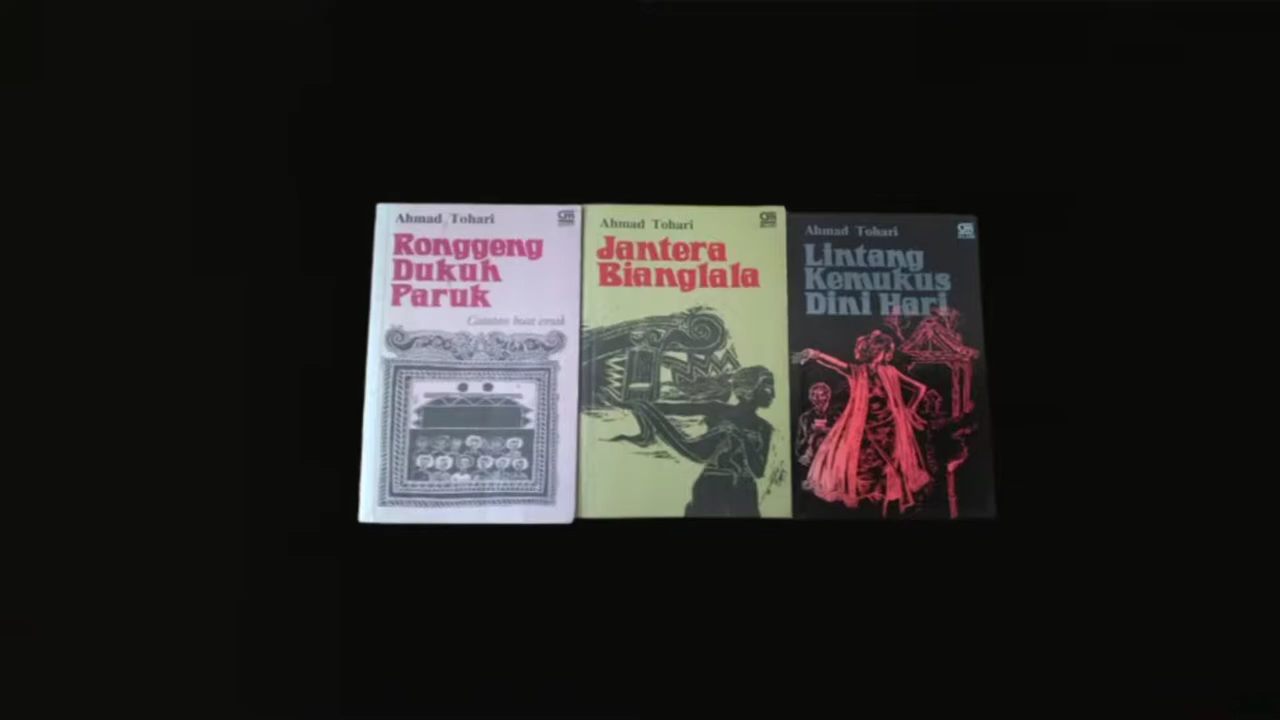 Ahmad Tohari
Ronggeng
Dukuh
Paruk
Catatan buat emak
Ahmad Tohari
Jantera
Bianglala
Ahmad Tohari
Lintang
Kemukus
Dini Hari